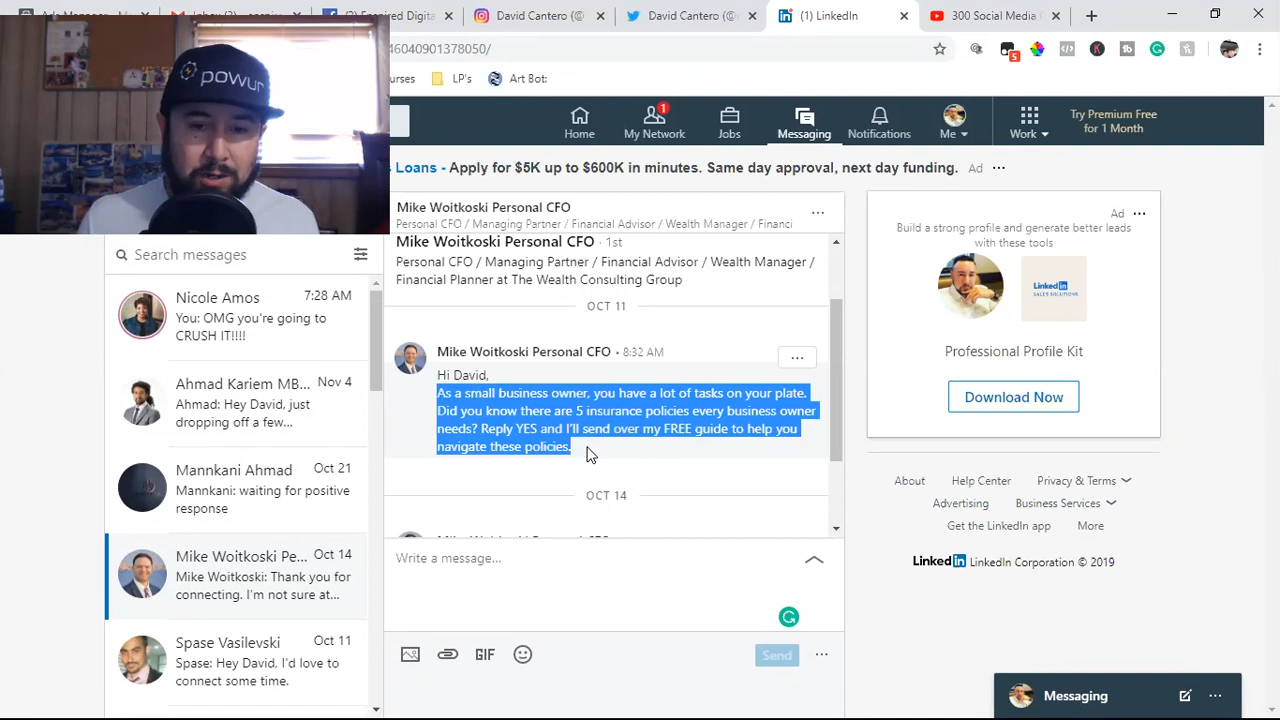 David Cantero (@
David Cantero (@
(1) LinkedIn
300 Social Media
46040901378050/
5
urses
LP's
Art Bot:
powur
Home
1
My Network
Jobs
Messaging
Notifications
Me
Work
Try Premium Free
for 1 Month
s Loans - Apply for $5K up to $600K in minutes. Same day approval, next day funding. Ad
Search messages
Nicole Amos
7:28 AM
You: OMG you're going to
CRUSH IT!!!!
Ahmad Kariem MB...
Nov 4
Ahmad: Hey David, just
dropping off a few...
Mannkani Ahmad
Oct 21
Mannkani: waiting for positive
response
Mike Woitkoski Pe...
Oct 14
Mike Woitkoski: Thank you for
connecting. I'm not sure at...
Spase Vasilevski
Oct 11
Spase: Hey David, I'd love to
connect some time.
Mike Woitkoski Personal CFO
Personal CFO / Managing Partner / Financial Advisor / Wealth Manager / Financi
Mike Woitkoski Personal CFO · 1st
Personal CFO / Managing Partner / Financial Advisor / Wealth Manager /
Financial Planner at The Wealth Consulting Group
OCT 11
Mike Woitkoski Personal CFO • 8:32 AM
Hi David,
As a small business owner, you have a lot of tasks on your plate.
Did you know there are 5 insurance policies every business owner
needs? Reply YES and I'll send over my FREE guide to help you
navigate these policies.
OCT 14
Write a message...
GIF
Send
Ad
Build a strong profile and generate better leads
with these tools
LinkedIn
SALES SOLUTIONS
Professional Profile Kit
Download Now
About
Help Center
Privacy & Terms
Advertising
Business Services
Get the LinkedIn app
More
LinkedIn LinkedIn Corporation © 2019
Messaging